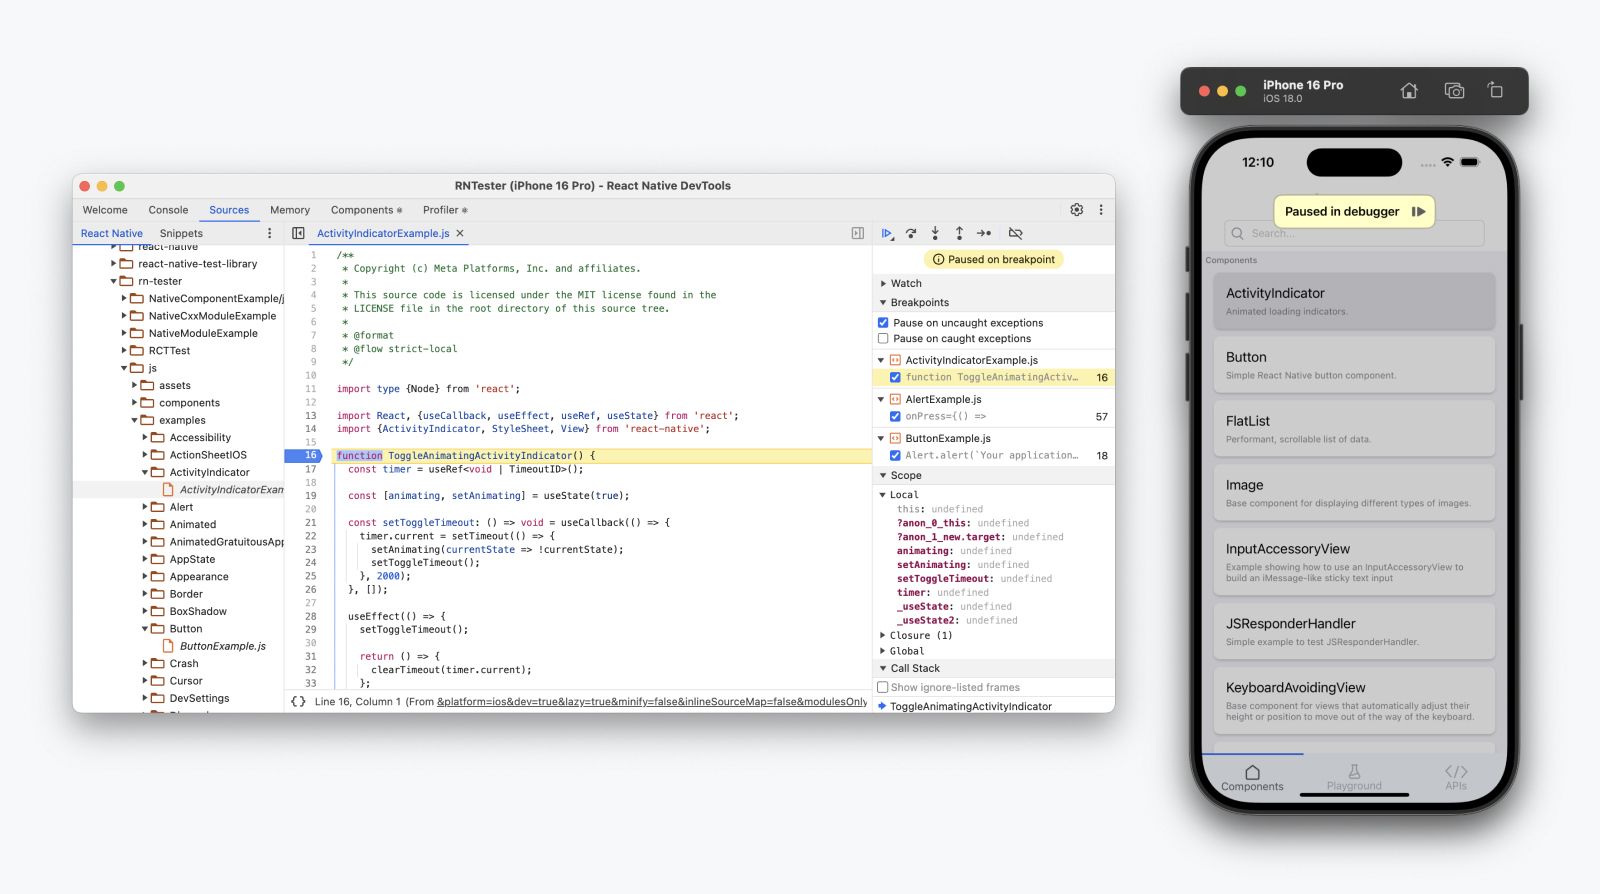 RNTester (iPhone 16 Pro) - React Native DevTools
Welcome Console Sources Memory Components Profiler
React Native Snippets
react-native
react-native-test-library
rn-tester
NativeComponentExample/j
NativeCxxModuleExample
NativeModuleExample
RCTTest
js
assets
components
examples
Accessibility
ActionSheetIOS
ActivityIndicator
ActivityIndicatorExam
Alert
Animated
AnimatedGratuitousApp
AppState
Appearance
Border
BoxShadow
Button
ButtonExample.js
Crash
Cursor
DevSettings
ActivityIndicatorExample.js ×
1 /**
2 * Copyright (c) Meta Platforms, Inc. and affiliates.
3 *
4 * This source code is licensed under the MIT license found in the
5 * LICENSE file in the root directory of this source tree.
6 *
7 * @format
8 * @flow strict-local
9 */
10
11 import type {Node} from 'react';
12
13 import React, {useCallback, useEffect, useRef, useState} from 'react';
14 import {ActivityIndicator, StyleSheet, View} from 'react-native';
15
16 function ToggleAnimatingActivityIndicator() {
17 const timer = useRef<void | TimeoutID>();
18
19 const [animating, setAnimating] = useState(true);
20
21 const setToggleTimeout: () => void = useCallback(() => {
22 timer.current = setTimeout(() => {
23 setAnimating(currentState => !currentState);
24 setToggleTimeout();
25 }, 2000);
26 }, []);
27
28 useEffect(() => {
29 setToggleTimeout();
30
31 return () => {
32 clearTimeout(timer.current);
33 };
{} Line 16, Column 1 (From &platform=ios&dev=true&lazy=true&minify=false&inlineSourceMap=false&modulesOnly
Paused on breakpoint
Watch
Breakpoints
Pause on uncaught exceptions
Pause on caught exceptions
ActivityIndicatorExample.js
function ToggleAnimatingActiv… 16
AlertExample.js
onPress={() => 57
ButtonExample.js
Alert.alert(`Your application… 18
Scope
Local
this: undefined
?anon_0_this: undefined
?anon_1_new.target: undefined
animating: undefined
setAnimating: undefined
setToggleTimeout: undefined
timer: undefined
_useState: undefined
_useState2: undefined
Closure (1)
Global
Call Stack
Show ignore-listed frames
ToggleAnimatingActivityIndicator
iPhone 16 Pro
iOS 18.0
12:10
Paused in debugger
Search...
Components
ActivityIndicator
Animated loading indicators.
Button
Simple React Native button component.
FlatList
Performant, scrollable list of data.
Image
Base component for displaying different types of images.
InputAccessoryView
Example showing how to use an InputAccessoryView to
build an iMessage-like sticky text input
JSResponderHandler
Simple example to test JSResponderHandler.
KeyboardAvoidingView
Base component for views that automatically adjust their
height or position to move out of the way of the keyboard.
Components Playground APIs